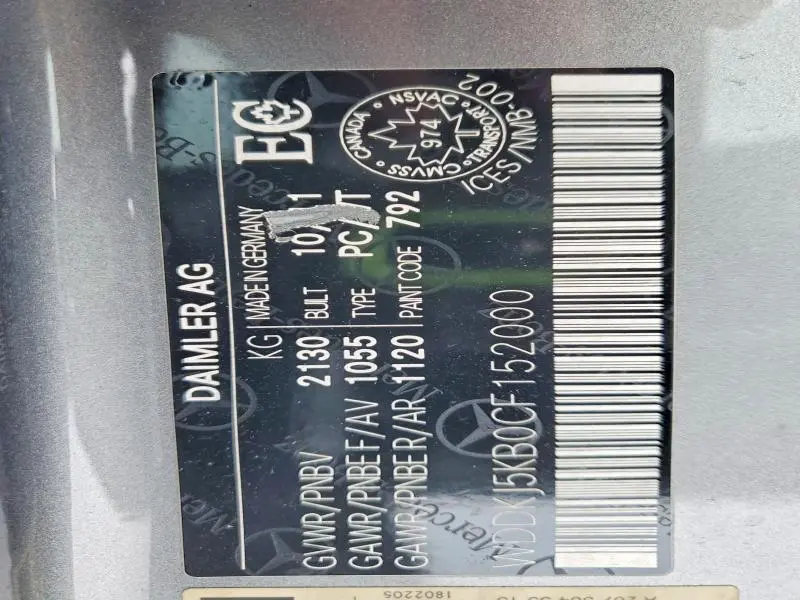 DAIMLER AG
KG MADE IN GERMANY
EC
GVWR/PNBV 2130 BUILT 10/11
GAWR/PNBE F/AV 1055 TYPE PC/
GAWR/PNBE R/AR 1120 PAINT CODE 792
CANADA NSVAC TRANSPORT CMVSS
974
ICES/NMB-002
WDDKJ5KB0CF152000
1802205